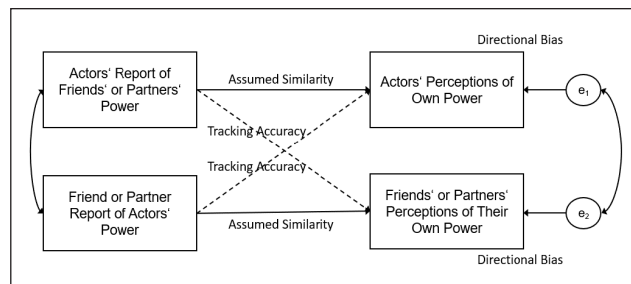 Directional Bias
Actors‘ Report of
Friends‘ or Partners‘
Power
Assumed Similarity
Actors‘ Perceptions of
Own Power
e1
Tracking Accuracy
Tracking Accuracy
Friend or Partner
Report of Actors‘
Power
Assumed Similarity
Friends‘ or Partners‘
Perceptions of Their
Own Power
e2
Directional Bias